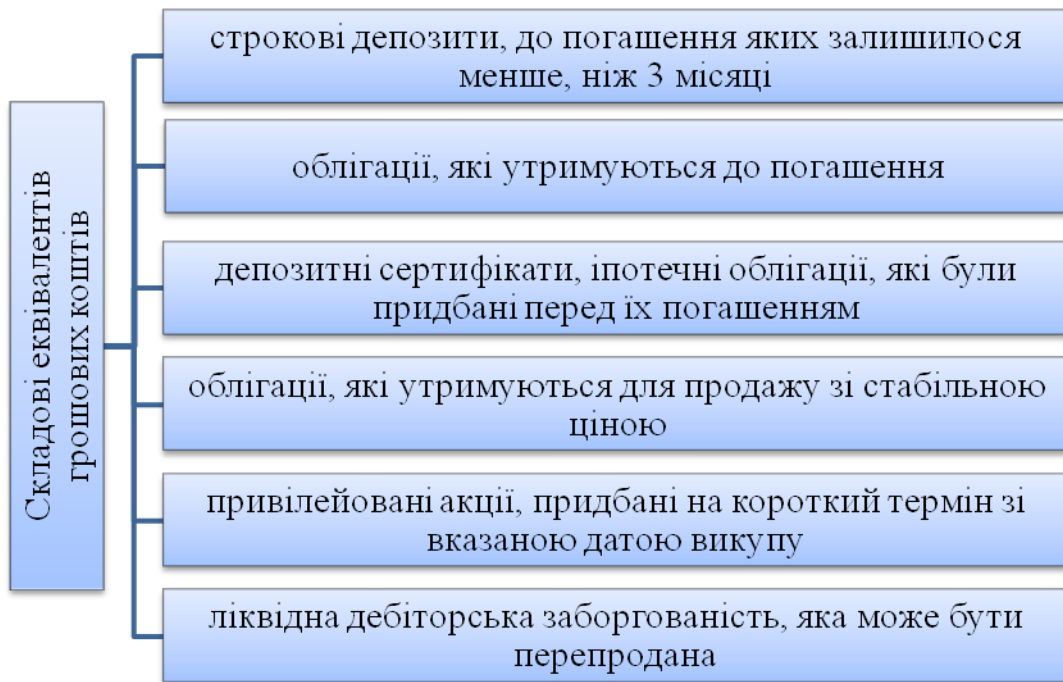 Складові еквівалентів
грошових коштів
строкові депозити, до погашення яких залишилося
менше, ніж 3 місяці
облігації, які утримуються до погашення
депозитні сертифікати, іпотечні облігації, які були
придбані перед їх погашенням
облігації, які утримуються для продажу зі стабільною
ціною
привілейовані акції, придбані на короткий термін зі
вказаною датою викупу
ліквідна дебіторська заборгованість, яка може бути
перепродана